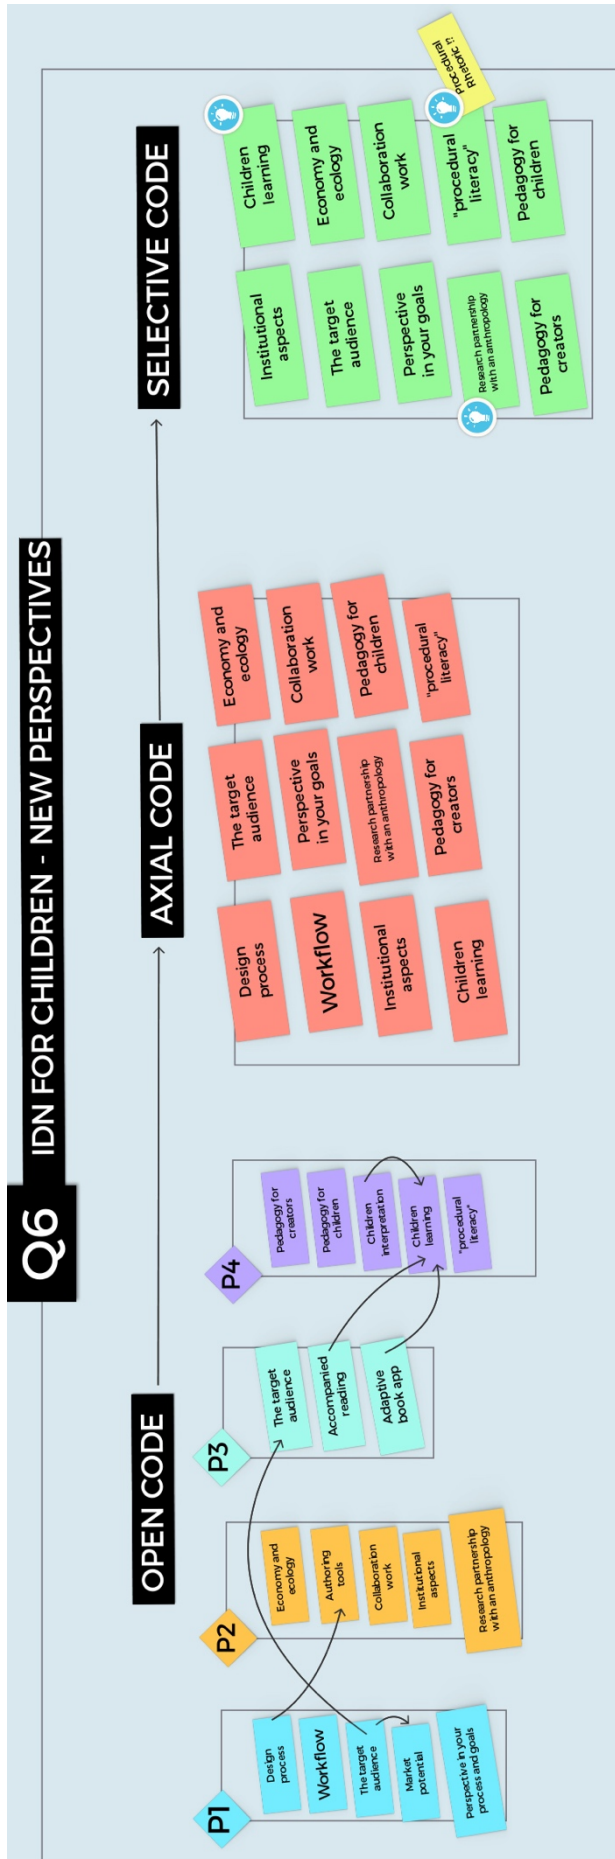 Q6
IDN FOR CHILDREN - NEW PERSPECTIVES
OPEN CODE
AXIAL CODE
SELECTIVE CODE
P1
Design
process
Workflow
The target
audience
Market
potential
Perspective in your
process and goals
P2
Economy and
ecology
Authoring
tools
Collaboration
work
Institutional
aspects
Research partnership
with an anthropology
P3
The target
audience
Accompanied
reading
Adaptive
book app
P4
Pedagogy for
creators
Pedagogy for
children
Children
interpretation
Children
learning
"procedural
literacy"
Design
process
The target
audience
Economy and
ecology
Workflow
Perspective
in your goals
Collaboration
work
Institutional
aspects
Research partnership
with an anthropology
Pedagogy for
children
Children
learning
Pedagogy for
creators
"procedural
literacy"
Institutional
aspects
Children
learning
The target
audience
Economy and
ecology
Perspective
in your goals
Collaboration
work
Research partnership
with an anthropology
"procedural
literacy"
Procedural
Rhetoric !?
Pedagogy for
creators
Pedagogy for
children